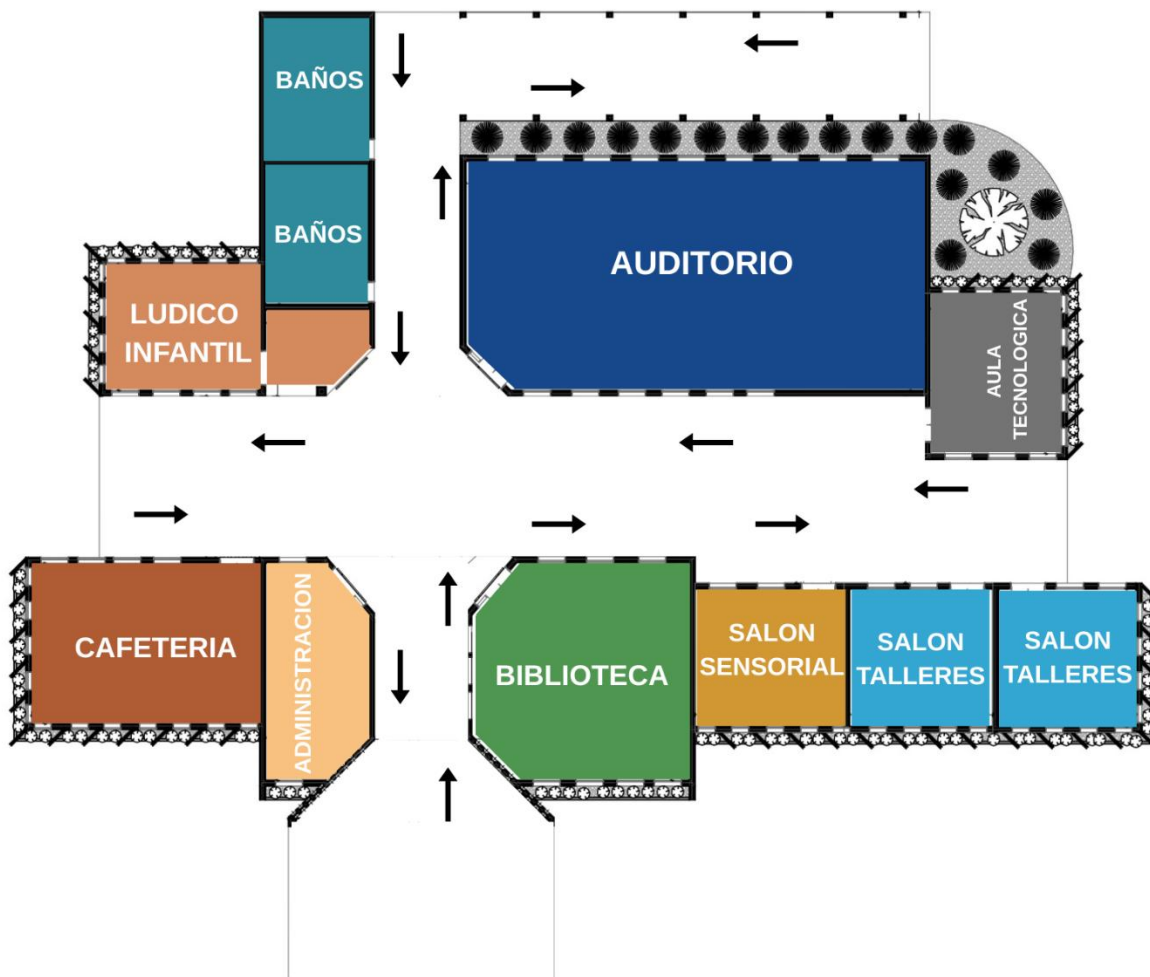 BAÑOS
BAÑOS
AUDITORIO
LUDICO
INFANTIL
AULA
TECNOLOGICA
CAFETERIA
ADMINISTRACION
BIBLIOTECA
SALON
SENSORIAL
SALON
TALLERES
SALON
TALLERES